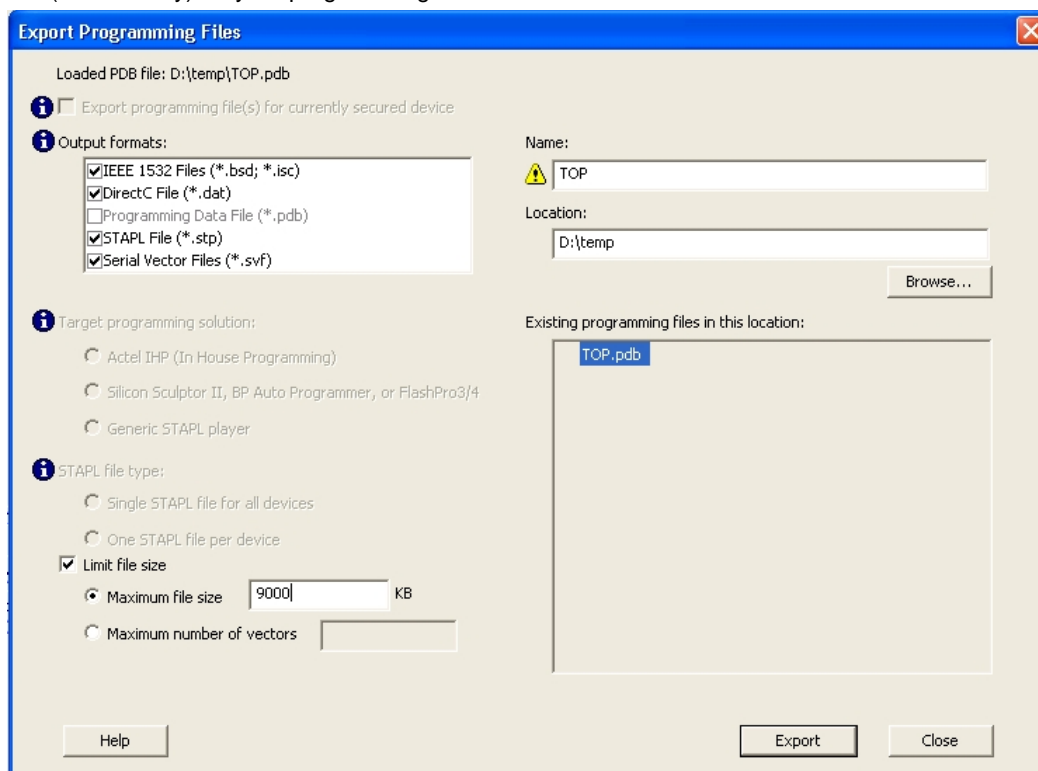 Export Programming Files
Loaded PDB file: D:\temp\TOP.pdb
Export programming file(s) for currently secured device
Output formats:
IEEE 1532 Files (*.bsd; *.isc)
DirectC File (*.dat)
Programming Data File (*.pdb)
STAPL File (*.stp)
Serial Vector Files (*.svf)
Name:
TOP
Location:
D:\temp
Browse...
Target programming solution:
Actel IHP (In House Programming)
Silicon Sculptor II, BP Auto Programmer, or FlashPro3/4
Generic STAPL player
STAPL file type:
Single STAPL file for all devices
One STAPL file per device
Limit file size
Maximum file size 9000 KB
Maximum number of vectors
Existing programming files in this location:
TOP.pdb
Help
Export
Close